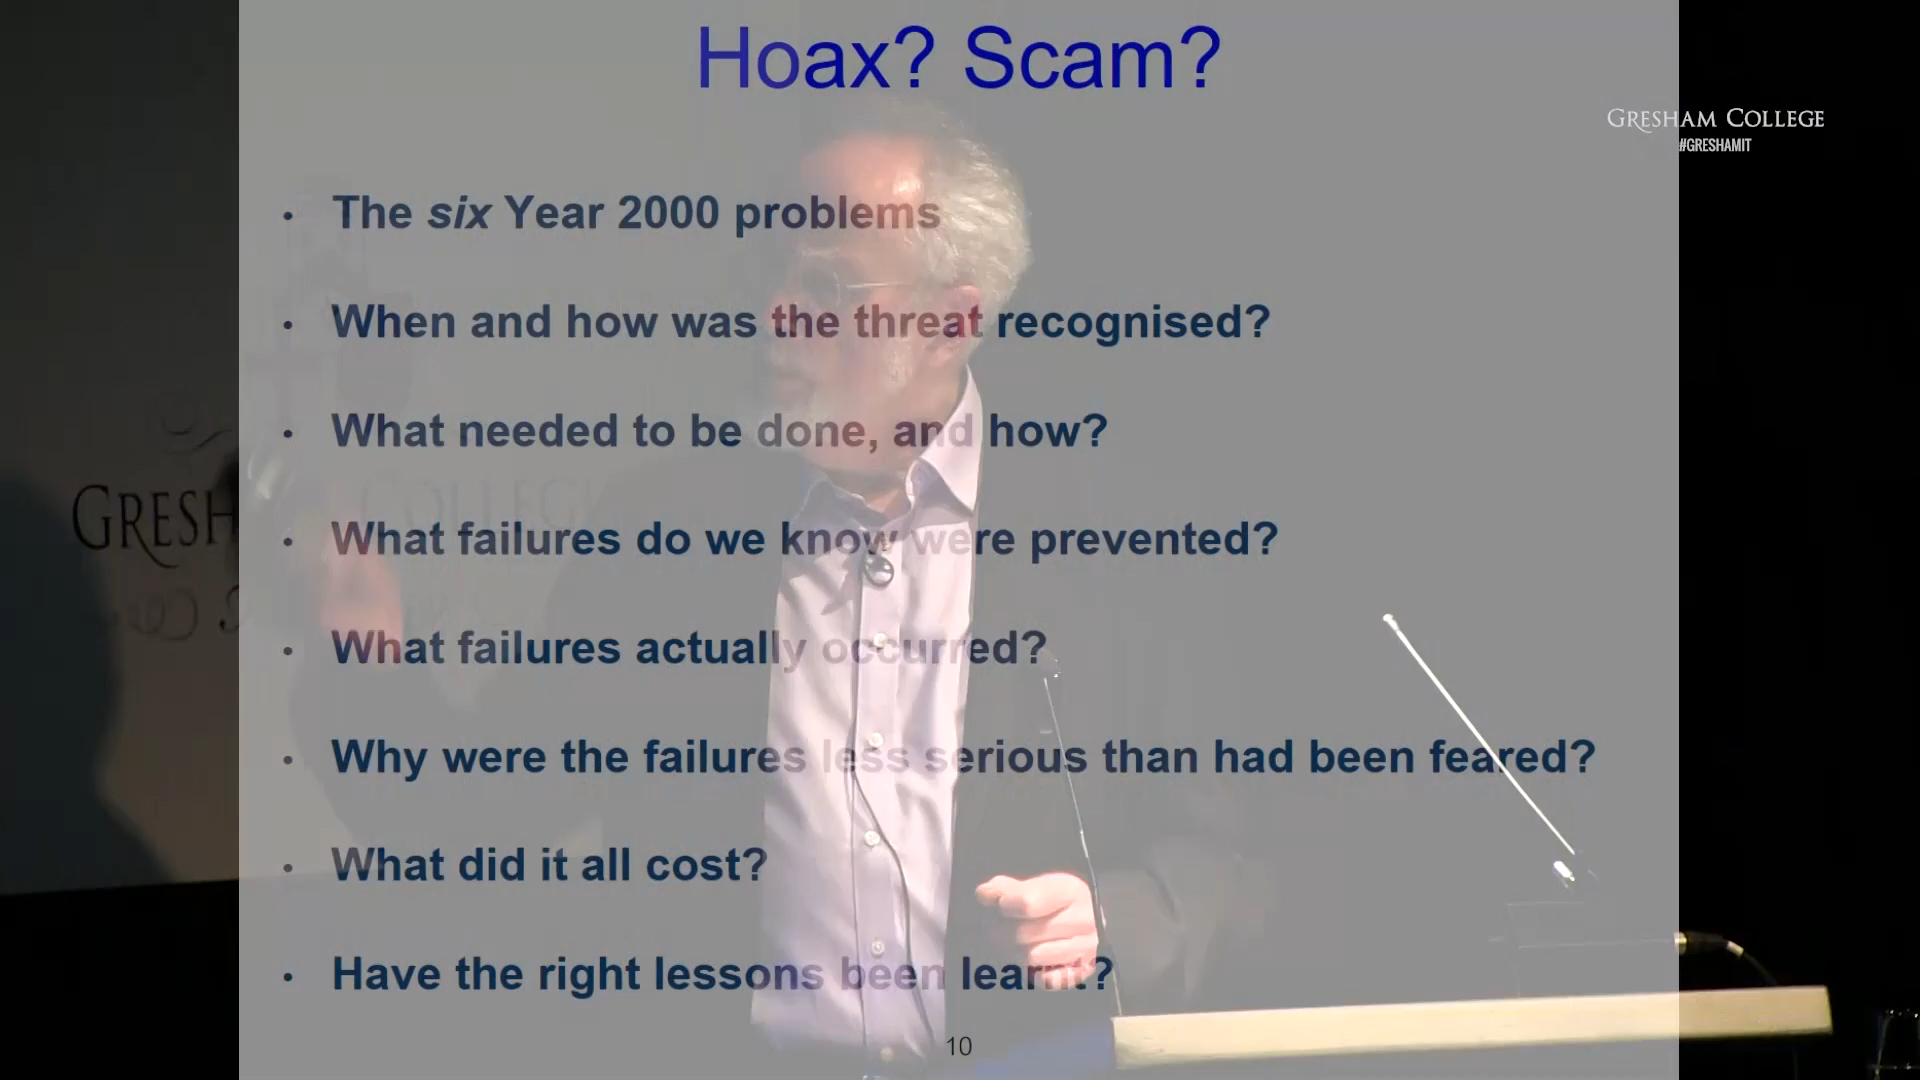 Hoax? Scam?
GRESHAM COLLEGE
#GRESHAMIT
• The six Year 2000 problems
• When and how was the threat recognised?
• What needed to be done, and how?
GRESH
COLLEGE
• What failures do we know were prevented?
• What failures actually occurred?
• Why were the failures less serious than had been feared?
• What did it all cost?
• Have the right lessons been learnt?
10